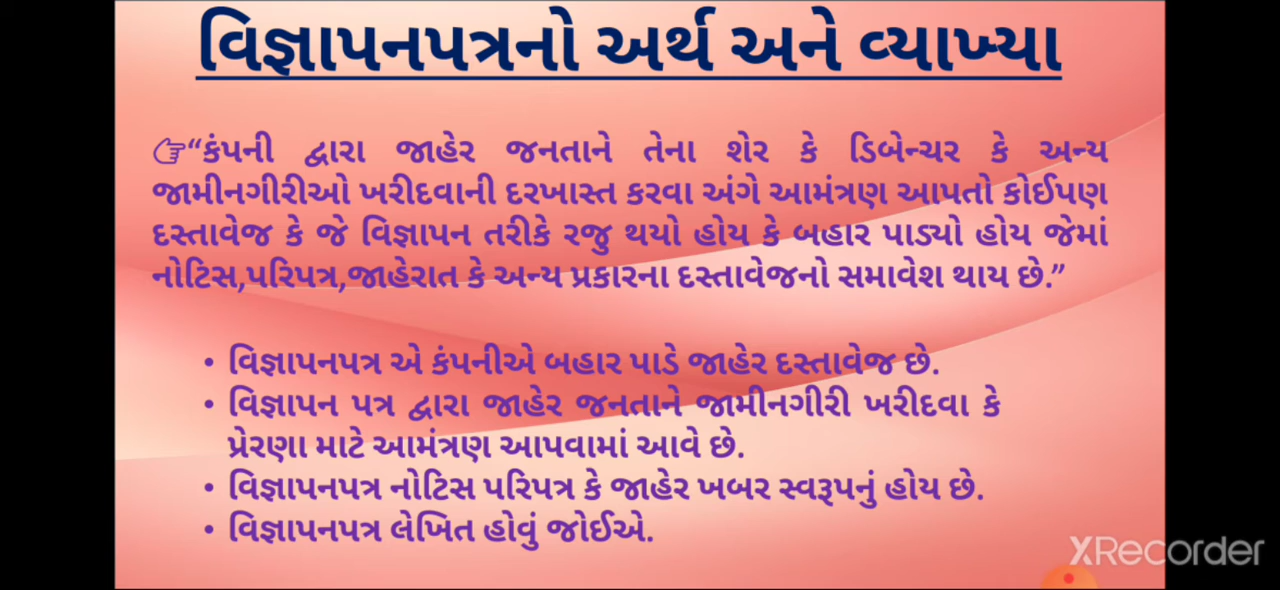 વિજ્ઞાપનપત્રનો અર્થ અને વ્યાખ્યા
☞“કંપની દ્વારા જાહેર જનતાને તેના શેર કે ડિબેન્ચર કે અન્ય
જામીનગીરીઓ ખરીદવાની દરખાસ્ત કરવા અંગે આમંત્રણ આપતો કોઈપણ
દસ્તાવેજ કે જે વિજ્ઞાપન તરીકે રજુ થયો હોય કે બહાર પાડ્યો હોય જેમાં
નોટિસ,પરિપત્ર,જાહેરાત કે અન્ય પ્રકારના દસ્તાવેજનો સમાવેશ થાય છે.”
• વિજ્ઞાપનપત્ર એ કંપનીએ બહાર પાડે જાહેર દસ્તાવેજ છે.
• વિજ્ઞાપન પત્ર દ્વારા જાહેર જનતાને જામીનગીરી ખરીદવા કે
પ્રેરણા માટે આમંત્રણ આપવામાં આવે છે.
• વિજ્ઞાપનપત્ર નોટિસ પરિપત્ર કે જાહેર ખબર સ્વરૂપનું હોય છે.
• વિજ્ઞાપનપત્ર લેખિત હોવું જોઈએ.
XRecorder